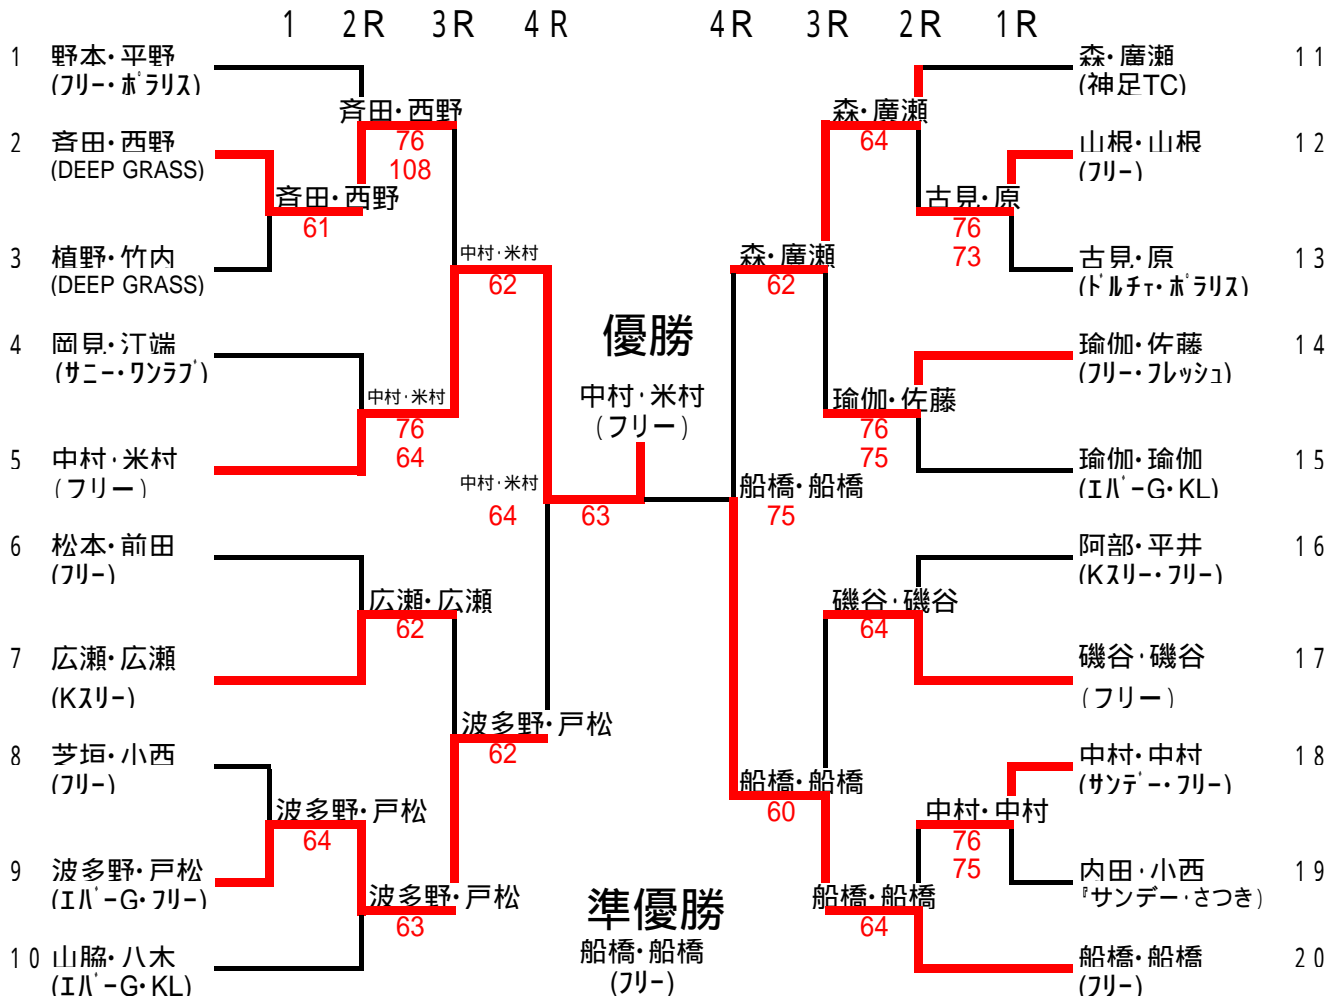 1 2R 3R 4R 4R 3R 2R 1R
1 野本・平野
(フリー・ポラリス)
2 斉田・西野
(DEEP GRASS)
3 植野・竹内
(DEEP GRASS)
4 岡見・江端
(サニー・ワンラブ)
5 中村・米村
(フリー)
6 松本・前田
(フリー)
7 広瀬・広瀬
(Kスリー)
8 芝垣・小西
(フリー)
9 波多野・戸松
(エバーG・フリー)
10 山脇・八木
(エバーG・KL)
斉田・西野
61
波多野・戸松
64
斉田・西野
76
108
中村・米村
76
64
広瀬・広瀬
62
波多野・戸松
63
中村・米村
62
波多野・戸松
62
中村・米村
64
優勝
中村・米村
(フリー)
63
準優勝
船橋・船橋
(フリー)
船橋・船橋
75
森・廣瀬
62
船橋・船橋
60
森・廣瀬
64
瑜伽・佐藤
76
75
磯谷・磯谷
64
船橋・船橋
64
古見・原
76
73
中村・中村
76
75
森・廣瀬 11
(神足TC)
山根・山根 12
(フリー)
古見・原 13
(ドルチェ・ポラリス)
瑜伽・佐藤 14
(フリー・フレッシュ)
瑜伽・瑜伽 15
(エバーG・KL)
阿部・平井 16
(Kスリー・フリー)
磯谷・磯谷 17
(フリー)
中村・中村 18
(サンデー・フリー)
内田・小西 19
『サンデー・さつき)
船橋・船橋 20
(フリー)